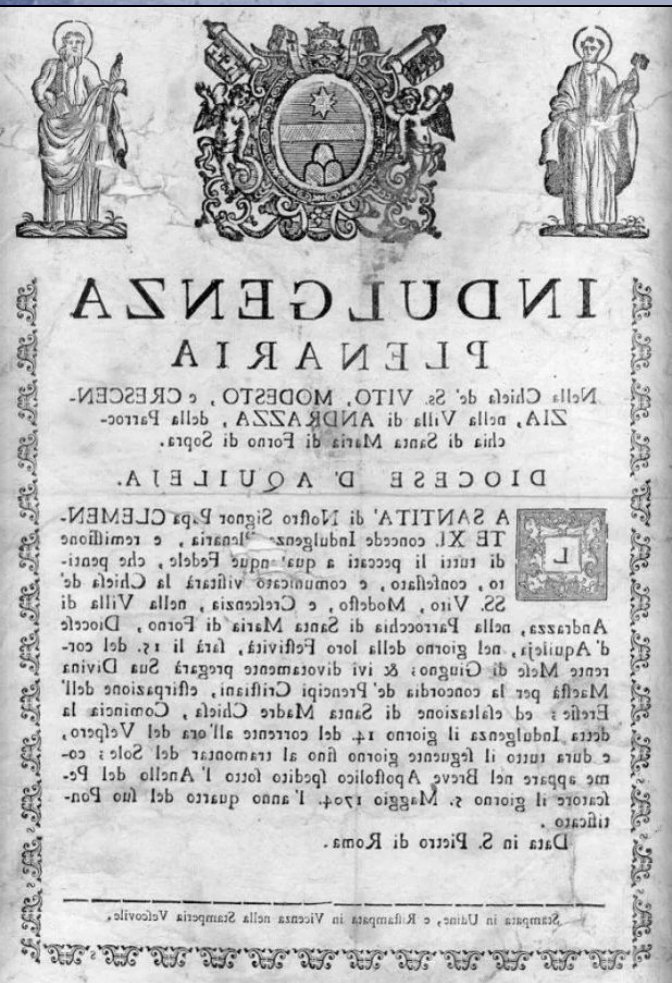 INDULGENZA
PLENARIA
Nella Chiesa de' Ss. VITO, MODESTO, e CRESCEN-
ZIA, nella Villa di ANDRAZZA, della Parroc-
chia di Santa Maria di Forno di Sopra.
DIOCESE D'AQUILEJA.
LA SANTITA' di Noſtro Signor Papa CLEMEN-
TE XI. concede Indulgenza Plenaria, e remiſſione
di tutti li peccati a qualunque Fedele, che penti-
to, confeſſato, e comunicato viſitarà la Chieſa de'
SS. Vito, Modeſto, e Creſcenzia, nella Villa di
Andrazza, nella Parrocchia di Santa Maria di Forno, Dioceſe
d'Aquileja, nel giorno della loro Feſtività, ſarà li 15. del cor-
rente Meſe di Giugno; & ivi divotamente pregarà Sua Divina
Maeſtà per la concordia de' Principi Criſtiani, eſtirpazione dell'
Ereſie; ed eſaltazione di Santa Madre Chieſa, Comincia la
detta Indulgenza il giorno 14. del corrente all'ora del Veſpero,
e dura tutto il ſeguente giorno fino al tramontar del Sole; co-
me appare nel Breve Apoſtolico ſpedito ſotto l'Anello del Pe-
ſcatore il giorno 5. Maggio 1704. l'anno quarto del ſuo Pon-
tificato.
Data in S. Pietro di Roma.
Stampata in Udine, e Riſtampata in Vicenza nella Stamperia Veſcovile.